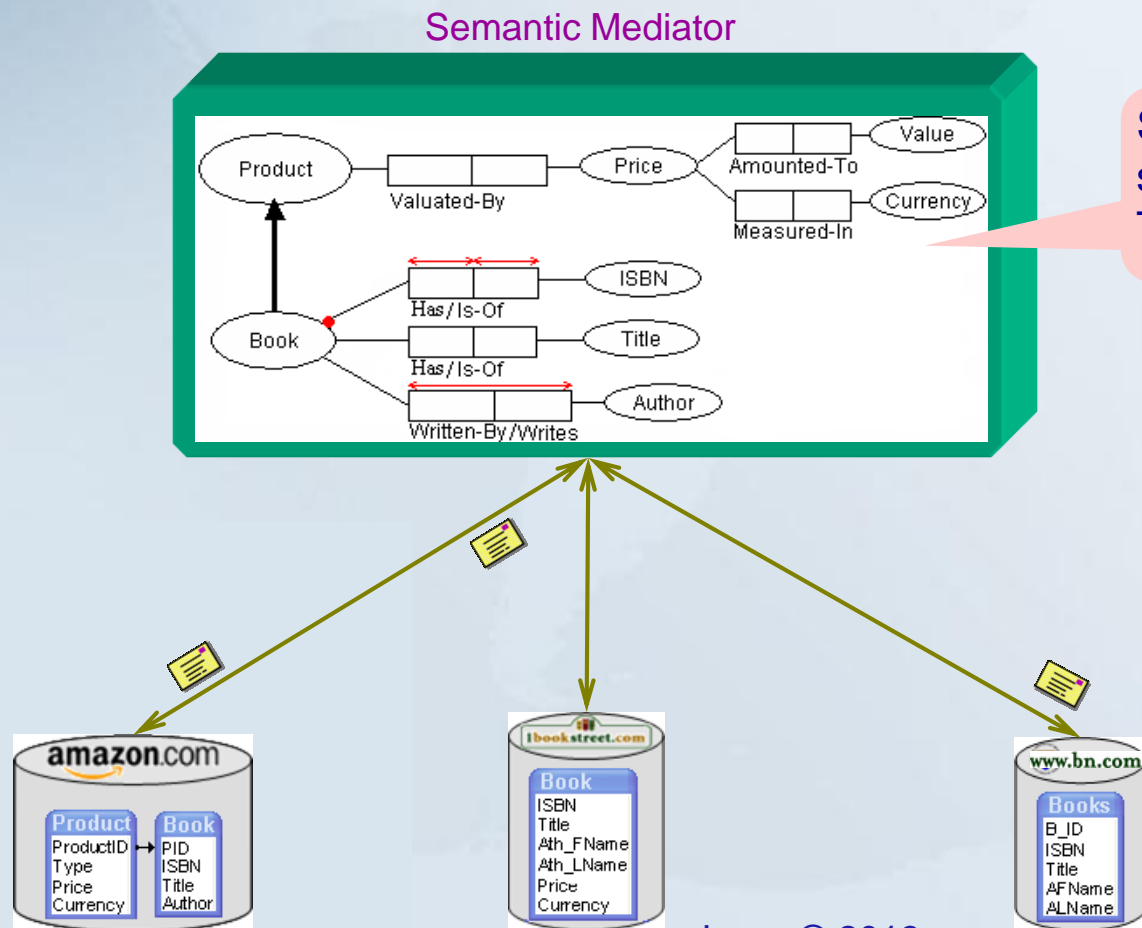 Semantic Mediator
Product
Valuated-By
Price
Amounted-To
Value
Measured-In
Currency
Book
Has/Is-Of
ISBN
Has/Is-Of
Title
Written-By/Writes
Author
amazon.com
Product
ProductID
Type
Price
Currency
Book
PID
ISBN
Title
Author
1bookstreet.com
Book
ISBN
Title
Ath_FName
Ath_LName
Price
Currency
www.bn.com
Books
B_ID
ISBN
Title
AFName
ALName